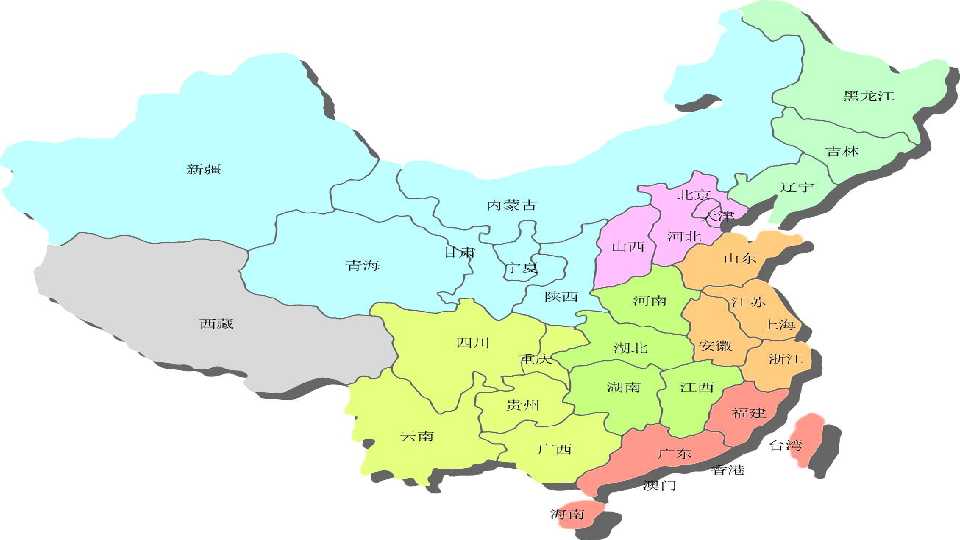 黑龙江
吉林
新疆
辽宁
北京
内蒙古
天津
河北
山西
甘肃
山东
青海
宁夏
陕西
河南
江苏
西藏
上海
四川
湖北
安徽
重庆
浙江
湖南
江西
贵州
福建
云南
广西
台湾
广东
香港
澳门
海南